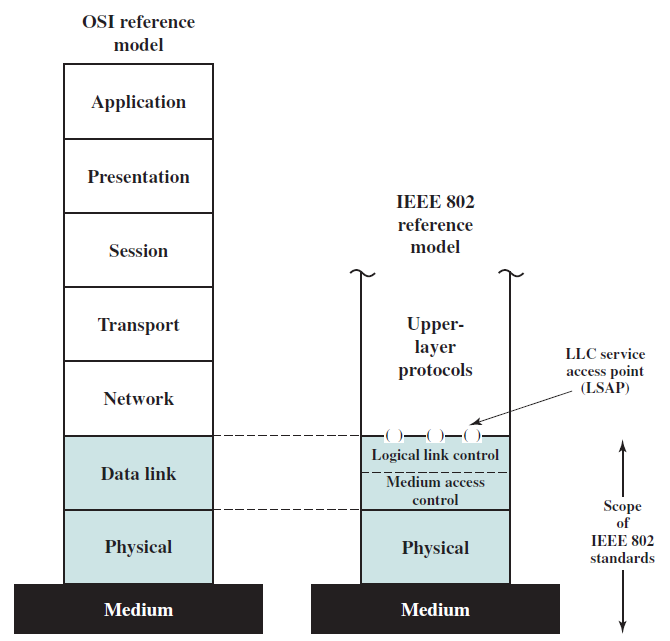 OSI reference
model
Application
Presentation
Session
Transport
Network
Data link
Physical
Medium
IEEE 802
reference
model
Upper-
layer
protocols
LLC service
access point
(LSAP)
Logical link control
Medium access
control
Physical
Medium
Scope
of
IEEE 802
standards